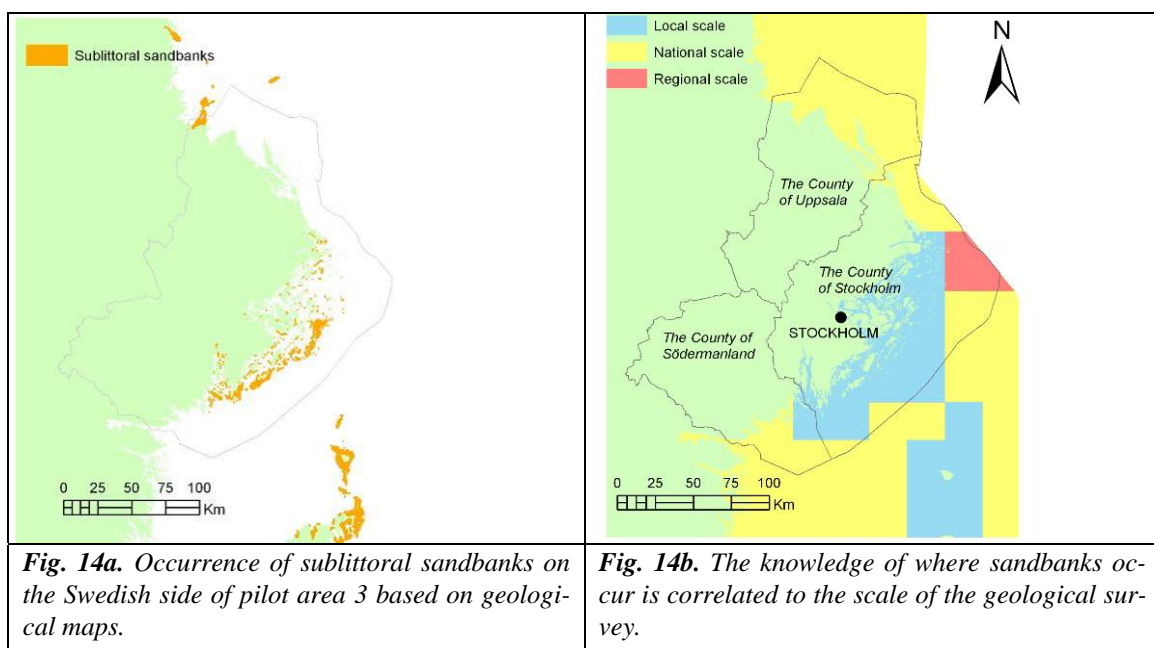 Sublittoral sandbanks
0 25 50 75 100
Km
Local scale
National scale
Regional scale
N
The County
of Uppsala
The County
of Stockholm
STOCKHOLM
The County of
Södermanland
0 25 50 75 100
Km
Fig. 14a. Occurrence of sublittoral sandbanks on
the Swedish side of pilot area 3 based on geologi-
cal maps.
Fig. 14b. The knowledge of where sandbanks oc-
cur is correlated to the scale of the geological sur-
vey.